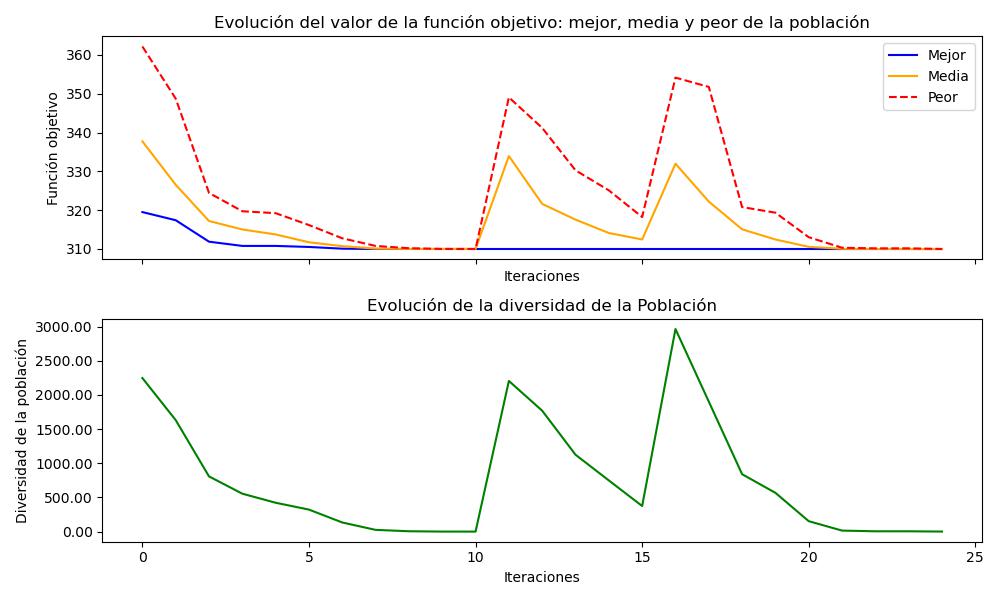 Evolución del valor de la función objetivo: mejor, media y peor de la población
Función objetivo
360
350
340
330
320
310
Mejor
Media
Peor
Iteraciones
Evolución de la diversidad de la Población
Diversidad de la población
3000.00
2500.00
2000.00
1500.00
1000.00
500.00
0.00
0 5 10 15 20 25
Iteraciones